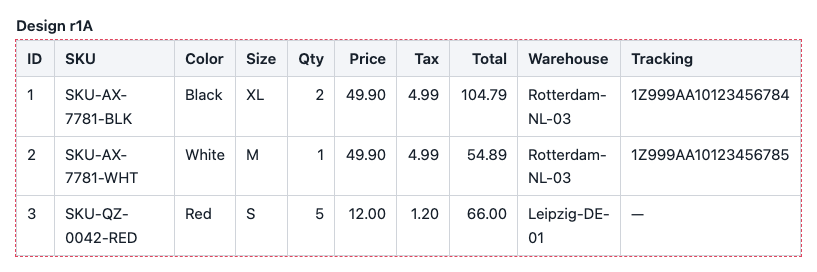 Design r1A
ID SKU Color Size Qty Price Tax Total Warehouse Tracking
1 SKU-AX- Black XL 2 49.90 4.99 104.79 Rotterdam- 1Z999AA10123456784
7781-BLK NL-03
2 SKU-AX- White M 1 49.90 4.99 54.89 Rotterdam- 1Z999AA10123456785
7781-WHT NL-03
3 SKU-QZ- Red S 5 12.00 1.20 66.00 Leipzig-DE- —
0042-RED 01